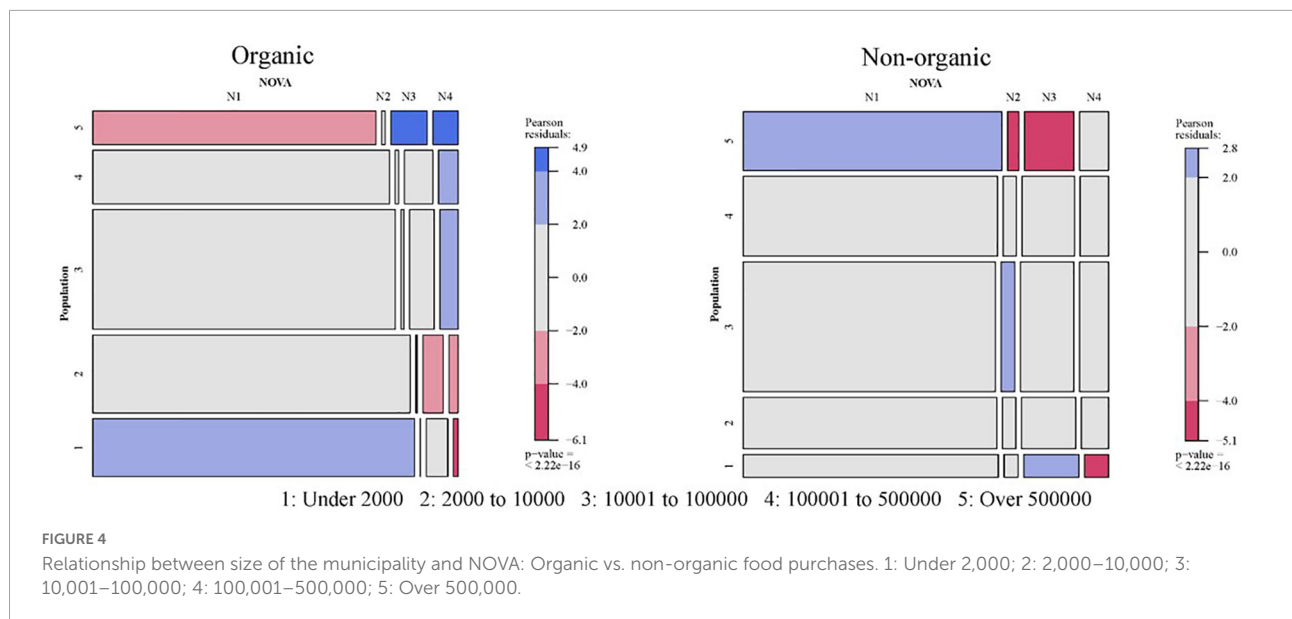 Organic
NOVA
N1 N2 N3 N4
Population
5
4
3
2
1
Pearson
residuals:
4.9
4.0
2.0
0.0
−2.0
−4.0
−6.1
p−value =
< 2.22e−16
Non-organic
NOVA
N1 N2 N3 N4
Population
5
4
3
2
1
Pearson
residuals:
2.8
2.0
0.0
−2.0
−4.0
−5.1
p−value =
< 2.22e−16
1: Under 2000 2: 2000 to 10000 3: 10001 to 100000 4: 100001 to 500000 5: Over 500000
FIGURE 4
Relationship between size of the municipality and NOVA: Organic vs. non-organic food purchases. 1: Under 2,000; 2: 2,000–10,000; 3:
10,001–100,000; 4: 100,001–500,000; 5: Over 500,000.